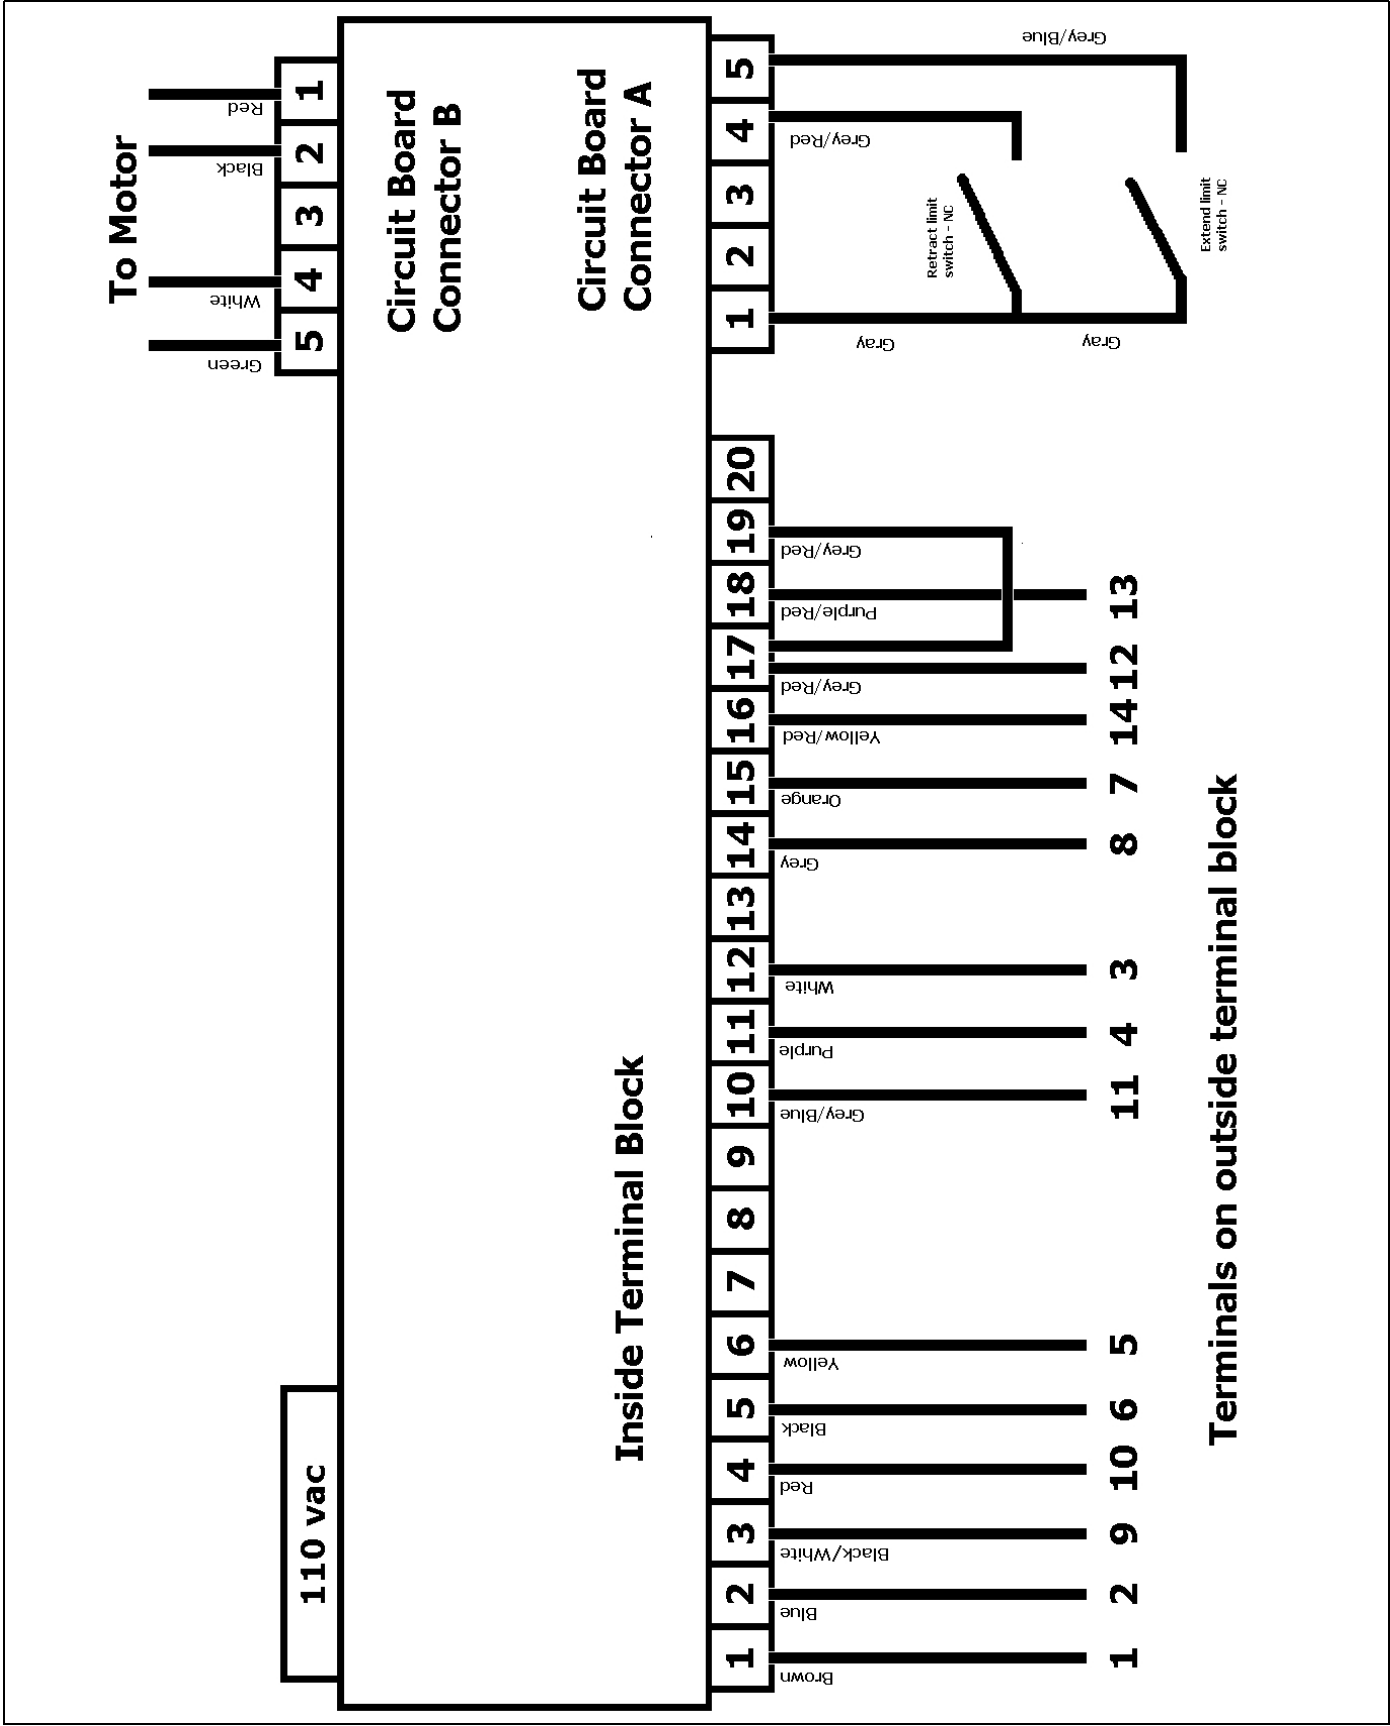 To Motor
Red
Black
White
Green
1
2
3
4
5
Circuit Board
Connector B
Circuit Board
Connector A
5
4
3
2
1
Grey/Blue
Grey/Red
Retract limit
switch - NC
Extend limit
switch - NC
Gray
Gray
110 vac
Inside Terminal Block
20
19
18
17
16
15
14
13
12
11
10
9
8
7
6
5
4
3
2
1
Grey/Red
Purple/Red
Grey/Red
Yellow/Red
Orange
Grey
White
Purple
Grey/Blue
Yellow
Black
Red
Black/White
Blue
Brown
13
12
14
7
8
3
4
11
5
6
10
9
2
1
Terminals on outside terminal block